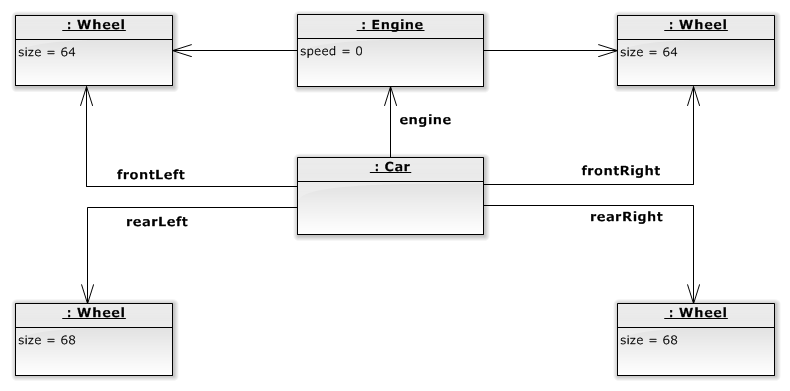 : Wheel
size = 64
: Engine
speed = 0
: Wheel
size = 64
engine
: Car
frontLeft
frontRight
rearLeft
rearRight
: Wheel
size = 68
: Wheel
size = 68